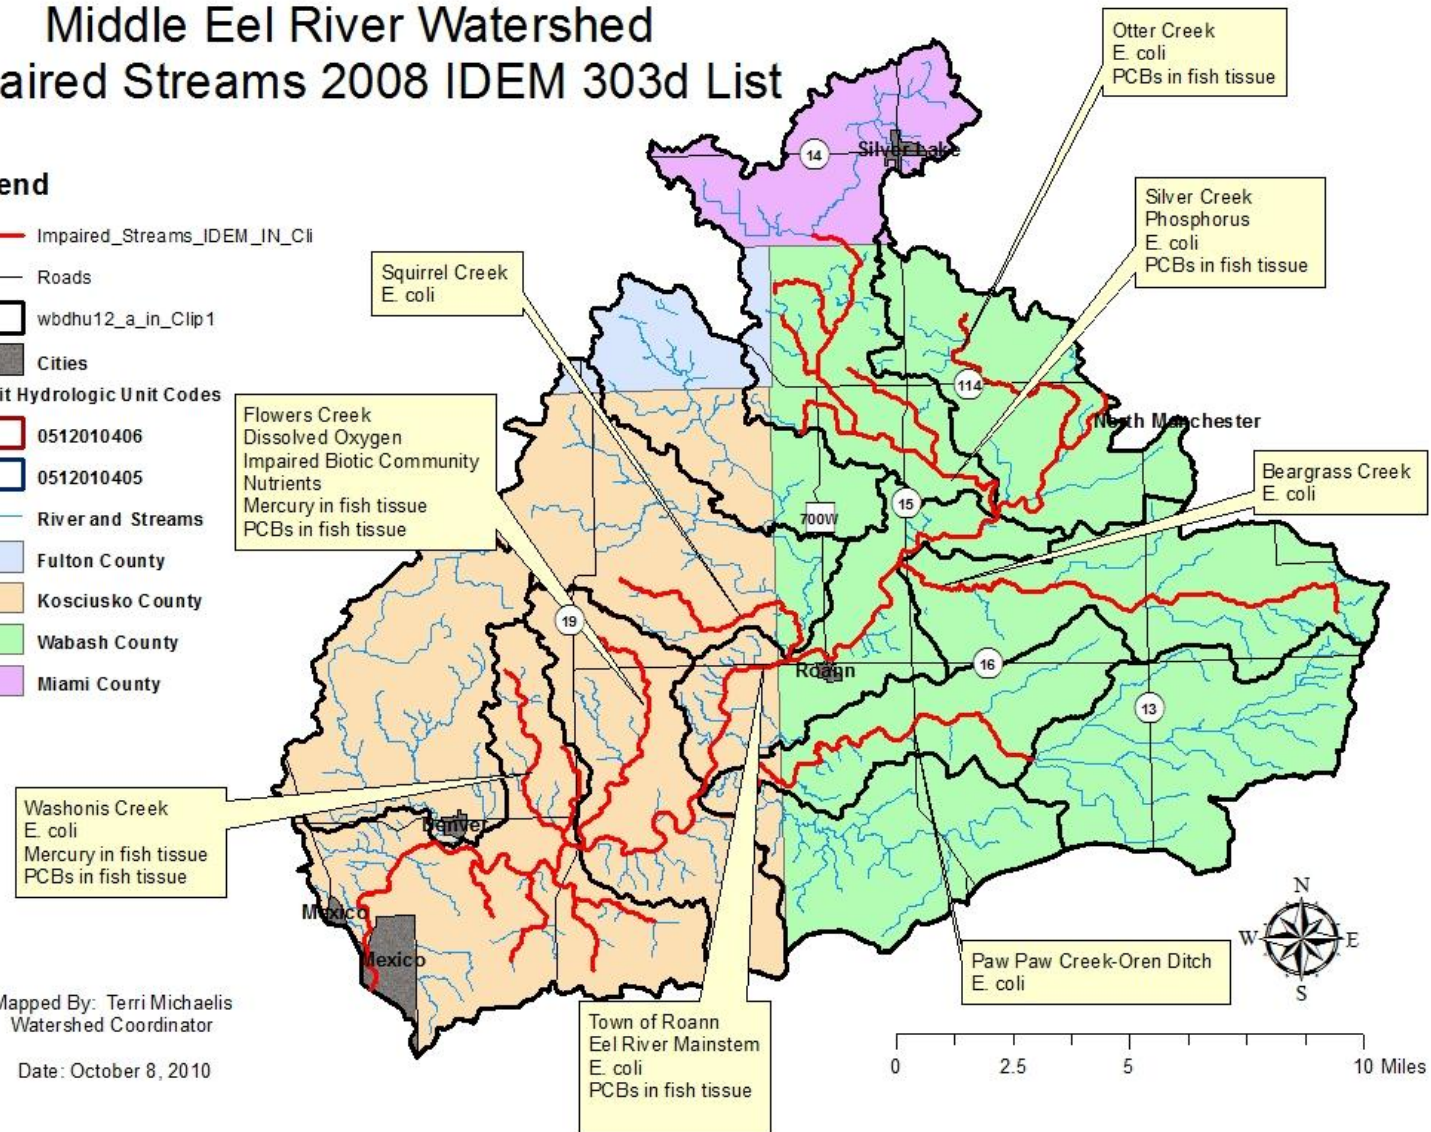 Middle Eel River Watershed
aired Streams 2008 IDEM 303d List
end
Impaired_Streams_IDEM_IN_Cli
Roads
wbdhu12_a_in_Clip1
Cities
it Hydrologic Unit Codes
0512010406
0512010405
River and Streams
Fulton County
Kosciusko County
Wabash County
Miami County
Otter Creek
E. coli
PCBs in fish tissue
Silver Creek
Phosphorus
E. coli
PCBs in fish tissue
Squirrel Creek
E. coli
Flowers Creek
Dissolved Oxygen
Impaired Biotic Community
Nutrients
Mercury in fish tissue
PCBs in fish tissue
Beargrass Creek
E. coli
Washonis Creek
E. coli
Mercury in fish tissue
PCBs in fish tissue
Town of Roann
Eel River Mainstem
E. coli
PCBs in fish tissue
Paw Paw Creek-Oren Ditch
E. coli
14
Silver Lake
114
North Manchester
15
700W
19
Roann
16
13
Denver
Mexico
Mexico
N
W
E
S
Mapped By: Terri Michaelis
Watershed Coordinator
Date: October 8, 2010
0 2.5 5 10 Miles